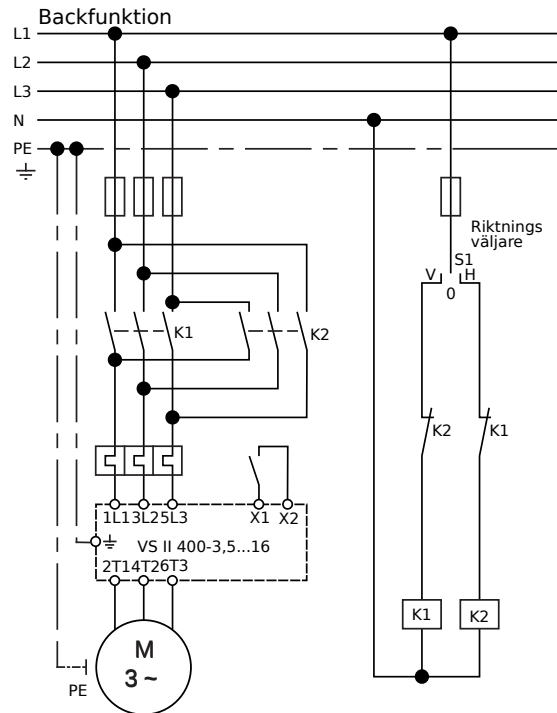 Backfunktion
L1
L2
L3
N
PE
Riktnings
väljare
S1
V H
0
K1 K2
K2 K1
1L1 3L2 5L3 X1 X2
VS II 400-3,5...16
2T1 4T2 6T3
K1 K2
M
3 ~
PE